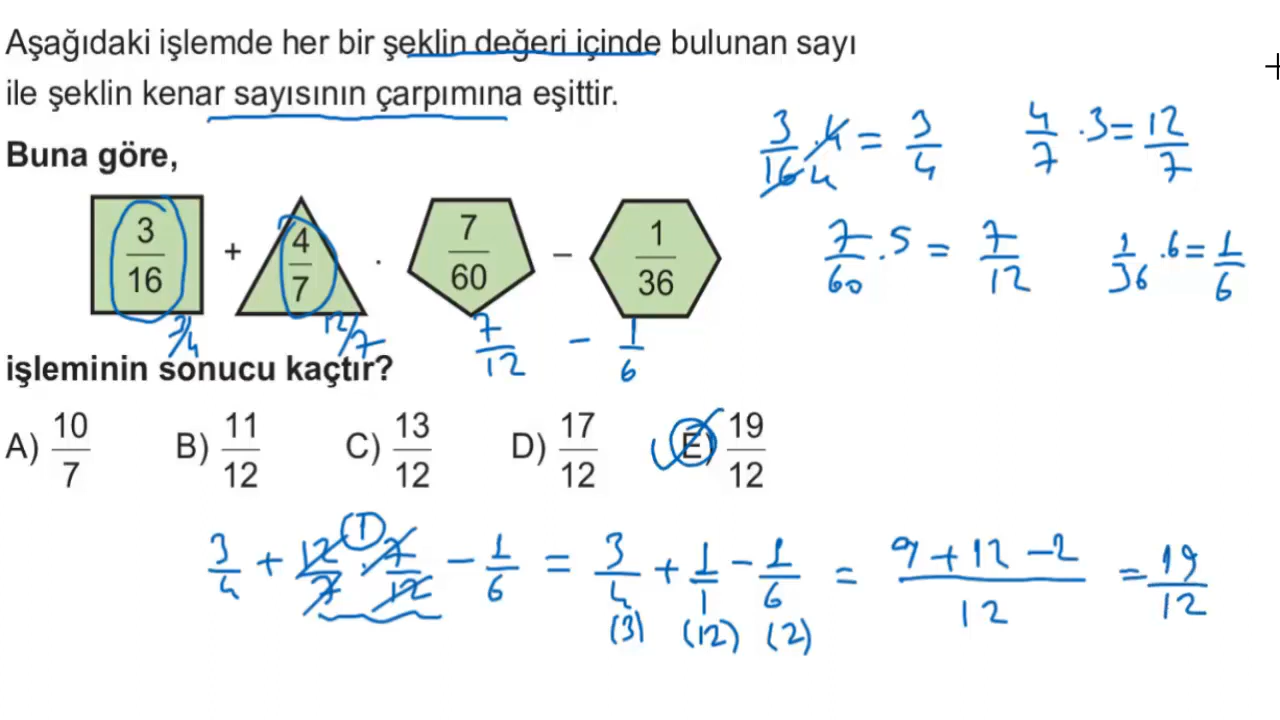 Aşağıdaki işlemde her bir şeklin değeri içinde bulunan sayı
ile şeklin kenar sayısının çarpımına eşittir.
Buna göre,
3/16 + 4/7 · 7/60 – 1/36
3/4 12/7 7/12 – 1/6
işleminin sonucu kaçtır?
A) 10/7 B) 11/12 C) 13/12 D) 17/12 E) 19/12
3/16 · 4 = 3/4 4/7 · 3 = 12/7
4
7/60 · 5 = 7/12 1/36 · 6 = 1/6
3/4 + 12/7 · 7/12 – 1/6 = 3/4 + 1/1 – 1/6 = 9 + 12 – 2/12 = 19/12
(1)
(3) (12) (2)